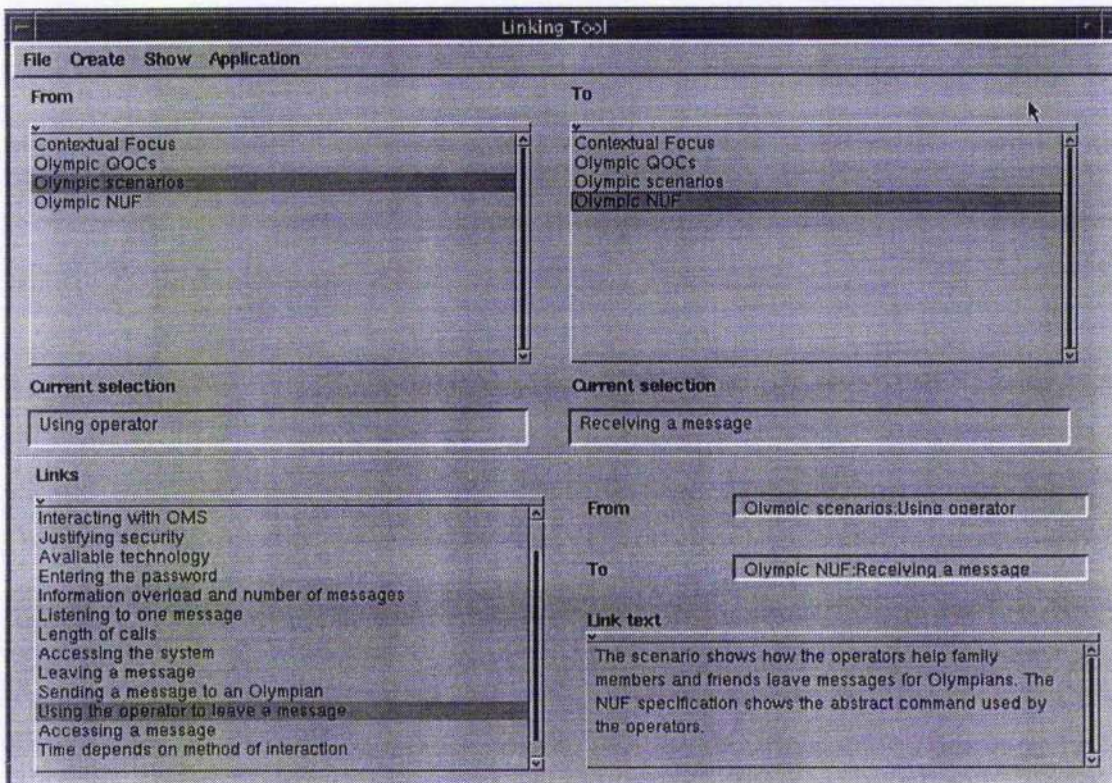 Linking Tool
File Create Show Application
From
Contextual Focus
Olympic QOCs
Olympic scenarios
Olympic NUF
To
Contextual Focus
Olympic QOCs
Olympic scenarios
Olympic NUF
Current selection
Using operator
Current selection
Receiving a message
Links
Interacting with OMS
Justifying security
Available technology
Entering the password
Information overload and number of messages
Listening to one message
Length of calls
Accessing the system
Leaving a message
Sending a message to an Olympian
Using the operator to leave a message
Accessing a message
Time depends on method of interaction
From
Olympic scenarios:Using operator
To
Olympic NUF:Receiving a message
Link text
The scenario shows how the operators help family
members and friends leave messages for Olympians. The
NUF specification shows the abstract command used by
the operators.